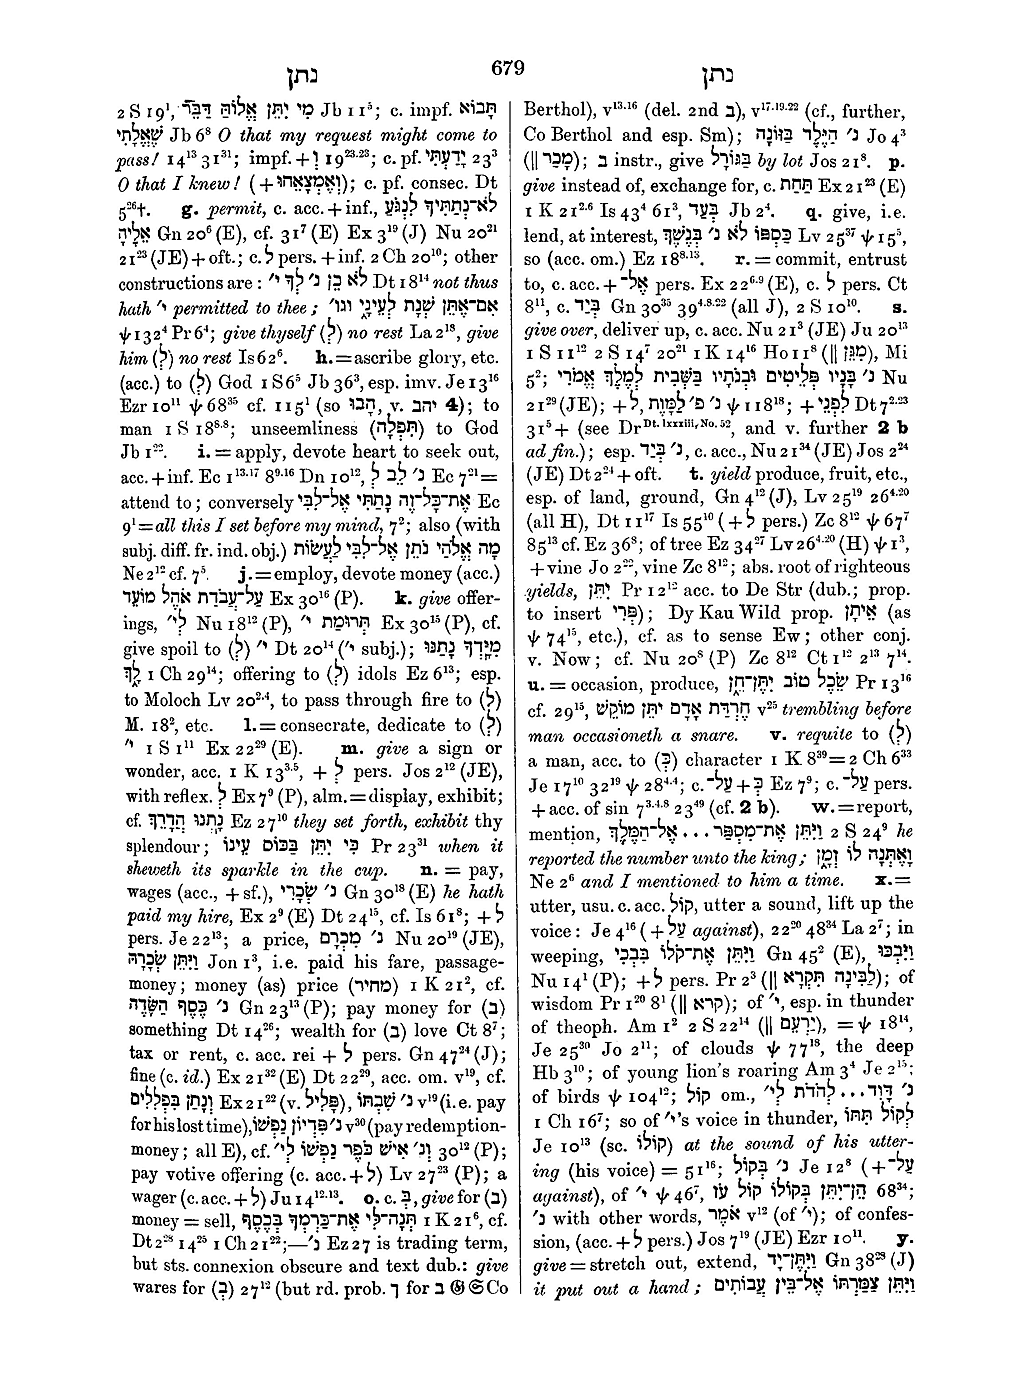 נתן 679 נתן
2 S 19¹, מִי יִתֵּן אֱלוֹהַּ דַּבֵּר Jb 11⁵; c. impf. תָּבוֹא
שֶׁאֱלָתִי Jb 6⁸ O that my request might come to
pass! 14¹³ 31³¹; impf. + וְ 19²³·²³; c. pf. יָדַעְתִּי 23³
O that I knew! (+ וְאֶמְצָאֵהוּ); c. pf. consec. Dt
5²⁶†. g. permit, c. acc. + inf., לֹא־נְתַתִּיךָ לִנְגֹּעַ
אֵלֶיהָ Gn 20⁶ (E), cf. 31⁷ (E) Ex 3¹⁹ (J) Nu 20²¹
21²³ (JE) + oft.; c. לְ pers. + inf. 2 Ch 20¹⁰; other
constructions are: לֹא כֵן נ׳ לְךָ י׳ Dt 18¹⁴ not thus
hath י׳ permitted to thee; אִם־אֶתֵּן שְׁנָת לְעֵינָי וגו׳
ψ 132⁴ Pr 6⁴; give thyself (לְ) no rest La 2¹⁸, give
him (לְ) no rest Is 62⁶. h. = ascribe glory, etc.
(acc.) to (לְ) God 1 S 6⁵ Jb 36³, esp. imv. Je 13¹⁶
Ezr 10¹¹ ψ 68³⁵ cf. 115¹ (so הָבוּ, v. יהב 4); to
man 1 S 18⁸·⁸; unseemliness (תִּפְלָה) to God
Jb 1²². i. = apply, devote heart to seek out,
acc. + inf. Ec 1¹³·¹⁷ 8⁹·¹⁶ Dn 10¹², נ׳ לֵב לְ Ec 7²¹ =
attend to; conversely אֶת־כָּל־זֶה נָתַתִּי אֶל־לִבִּי Ec
9¹ = all this I set before my mind, 7²; also (with
subj. diff. fr. ind. obj.) מָה אֱלֹהַי נֹתֵן אֶל־לִבִּי לַעֲשׂוֹת
Ne 2¹² cf. 7⁵. j. = employ, devote money (acc.)
עַל־עֲבֹדַת אֹהֶל מוֹעֵד Ex 30¹⁶ (P). k. give offer-
ings, לַי׳ Nu 18¹² (P), תְּרוּמַת י׳ Ex 30¹⁵ (P), cf.
give spoil to (לְ) י׳ Dt 20¹⁴ (י׳ subj.); מִיָּדְךָ נָתַנּוּ
לָךְ 1 Ch 29¹⁴; offering to (לְ) idols Ez 6¹³; esp.
to Moloch Lv 20²·⁴, to pass through fire to (לְ)
M. 18², etc. l. = consecrate, dedicate to (לְ)
י׳ 1 S 1¹¹ Ex 22²⁹ (E). m. give a sign or
wonder, acc. 1 K 13³·⁵, + לְ pers. Jos 2¹² (JE),
with reflex. לְ Ex 7⁹ (P), alm. = display, exhibit;
cf. נָתְנוּ הֲדָרֵךְ Ez 27¹⁰ they set forth, exhibit thy
splendour; כִּי יִתֵּן בַּכּוֹס עֵינוֹ Pr 23³¹ when it
sheweth its sparkle in the cup. n. = pay,
wages (acc., + sf.), נ׳ שְׂכָרִי Gn 30¹⁸ (E) he hath
paid my hire, Ex 2⁹ (E) Dt 24¹⁵, cf. Is 61⁸; + לְ
pers. Je 22¹³; a price, נ׳ מִכְרָם Nu 20¹⁹ (JE),
וַיִּתֵּן שְׂכָרָהּ Jon 1³, i.e. paid his fare, passage-
money; money (as) price (מחיר) 1 K 21², cf.
נ׳ כֶּסֶף הַשָּׂדֶה Gn 23¹³ (P); pay money for (ב)
something Dt 14²⁶; wealth for (ב) love Ct 8⁷;
tax or rent, c. acc. rei + לְ pers. Gn 47²⁴ (J);
fine (c. id.) Ex 21³² (E) Dt 22²⁹, acc. om. v¹⁹, cf.
וְנָתַן בִּפְלִלִים Ex 21²² (v. פָּלִיל), נ׳ שִׁבְתּוֹ v¹⁹ (i.e. pay
for his lost time), נ׳ פִּדְיוֹן נַפְשׁוֹ v³⁰ (pay redemption-
money; all E), cf. וְנ׳ אִישׁ כֹּפֶר נַפְשׁוֹ לַי׳ 30¹² (P);
pay votive offering (c. acc. + לְ) Lv 27²³ (P); a
wager (c. acc. + לְ) Ju 14¹²·¹³. o. c. בְּ, give for (ב)
money = sell, תְּנָה־לִּי אֶת־כַּרְמְךָ בְּכֶסֶף 1 K 21⁶, cf.
Dt 2²⁸ 14²⁵ 1 Ch 21²²;—נ׳ Ez 27 is trading term,
but sts. connexion obscure and text dub.: give
wares for (בְּ) 27¹² (but rd. prob. ך for ב 𝔊 𝔖 Co
Berthol), v¹³·¹⁶ (del. 2nd ב), v¹⁷·¹⁹·²² (cf., further,
Co Berthol and esp. Sm); נ׳ הַיֶּלֶד בַּזּוֹנָה Jo 4³
(|| מָכַר); ב instr., give בַּגּוֹרָל by lot Jos 21⁸. p.
give instead of, exchange for, c. תַּחַת Ex 21²³ (E)
1 K 21²·⁶ Is 43⁴ 61³, בְּעַד Jb 2⁴. q. give, i.e.
lend, at interest, כַּסְפּוֹ לֹא נ׳ בְּנֶשֶׁךְ Lv 25³⁷ ψ 15⁵,
so (acc. om.) Ez 18⁸·¹³. r. = commit, entrust
to, c. acc. + אֶל־ pers. Ex 22⁶·⁹ (E), c. לְ pers. Ct
8¹¹, c. בְּיַד Gn 30³⁵ 39⁴·⁸·²² (all J), 2 S 10¹⁰. s.
give over, deliver up, c. acc. Nu 21³ (JE) Ju 20¹³
1 S 11¹² 2 S 14⁷ 20²¹ 1 K 14¹⁶ Ho 11⁸ (|| מִגֵּן), Mi
5²; נ׳ בָּנָיו פְּלֵיטִים וּבְנֹתָיו בַּשְּׁבִית לְמֶלֶךְ אֱמֹרִי Nu
21²⁹ (JE); + לְ, נ׳ פ׳ לַמָּוֶת ψ 118¹⁸; + לִפְנֵי Dt 7²·²³
31⁵ + (see Dr Dt. lxxxiii, No. 52, and v. further 2 b
ad fin.); esp. נ׳ בְּיַד, c. acc., Nu 21³⁴ (JE) Jos 2²⁴
(JE) Dt 2²⁴ + oft. t. yield produce, fruit, etc.,
esp. of land, ground, Gn 4¹² (J), Lv 25¹⁹ 26⁴·²⁰
(all H), Dt 11¹⁷ Is 55¹⁰ (+ לְ pers.) Zc 8¹² ψ 67⁷
85¹³ cf. Ez 36⁸; of tree Ez 34²⁷ Lv 26⁴·²⁰ (H) ψ 1³,
+ vine Jo 2²², vine Zc 8¹²; abs. root of righteous
yields, יִתֵּן Pr 12¹² acc. to De Str (dub.; prop.
to insert פְּרִי); Dy Kau Wild prop. אֵיתָן (as
ψ 74¹⁵, etc.), cf. as to sense Ew; other conj.
v. Now; cf. Nu 20⁸ (P) Zc 8¹² Ct 1¹² 2¹³ 7¹⁴.
u. = occasion, produce, שֵׂכֶל טוֹב יִתֶּן־חֵן Pr 13¹⁶
cf. 29¹⁵, חֶרְדַּת אָדָם יִתֵּן מוֹקֵשׁ v²⁵ trembling before
man occasioneth a snare. v. requite to (לְ)
a man, acc. to (כְּ) character 1 K 8³⁹ = 2 Ch 6³³
Je 17¹⁰ 32¹⁹ ψ 28⁴·⁴; c. עַל־ + כְּ Ez 7⁹; c. עַל־ pers.
+ acc. of sin 7³·⁴·⁸ 23⁴⁹ (cf. 2 b). w. = report,
mention, וַיִּתֵּן אֶת־מִסְפַּר . . . אֶל־הַמֶּלֶךְ 2 S 24⁹ he
reported the number unto the king; וָאֶתְּנָה לוֹ זְמָן
Ne 2⁶ and I mentioned to him a time. x. =
utter, usu. c. acc. קוֹל, utter a sound, lift up the
voice: Je 4¹⁶ (+ עַל against), 22²⁰ 48³⁴ La 2⁷; in
weeping, וַיִּתֵּן אֶת־קֹלוֹ בִּבְכִי Gn 45² (E), וַיִּבְכּוּ
Nu 14¹ (P); + לְ pers. Pr 2³ (|| לַבִּינָה תִקְרָא); of
wisdom Pr 1²⁰ 8¹ (|| קרא); of י׳, esp. in thunder
of theoph. Am 1² 2 S 22¹⁴ (|| יַרְעֵם), = ψ 18¹⁴,
Je 25³⁰ Jo 2¹¹; of clouds ψ 77¹⁸, the deep
Hb 3¹⁰; of young lion's roaring Am 3⁴ Je 2¹⁵;
of birds ψ 104¹²; קוֹל om., נ׳ דָּוִד . . . לְהֹדוֹת לַי׳
1 Ch 16⁷; so of י׳'s voice in thunder, לְקוֹל תִּתּוֹ
Je 10¹³ (sc. קוֹלוֹ) at the sound of his utter-
ing (his voice) = 51¹⁶; נ׳ בְּקוֹל Je 12⁸ (+ עַל־
against), of י׳ ψ 46⁷, הֵן־יִתֵּן בְּקוֹלוֹ קוֹל עֹז 68³⁴;
נ׳ with other words, אֹמֶר v¹² (of י׳); of confes-
sion, (acc. + לְ pers.) Jos 7¹⁹ (JE) Ezr 10¹¹. y.
give = stretch out, extend, וַיִּתֶּן־יָד Gn 38²⁸ (J)
it put out a hand; וַיִּתֵּן צַמַּרְתּוֹ אֶל־בֵּין עֲבוֹתִים